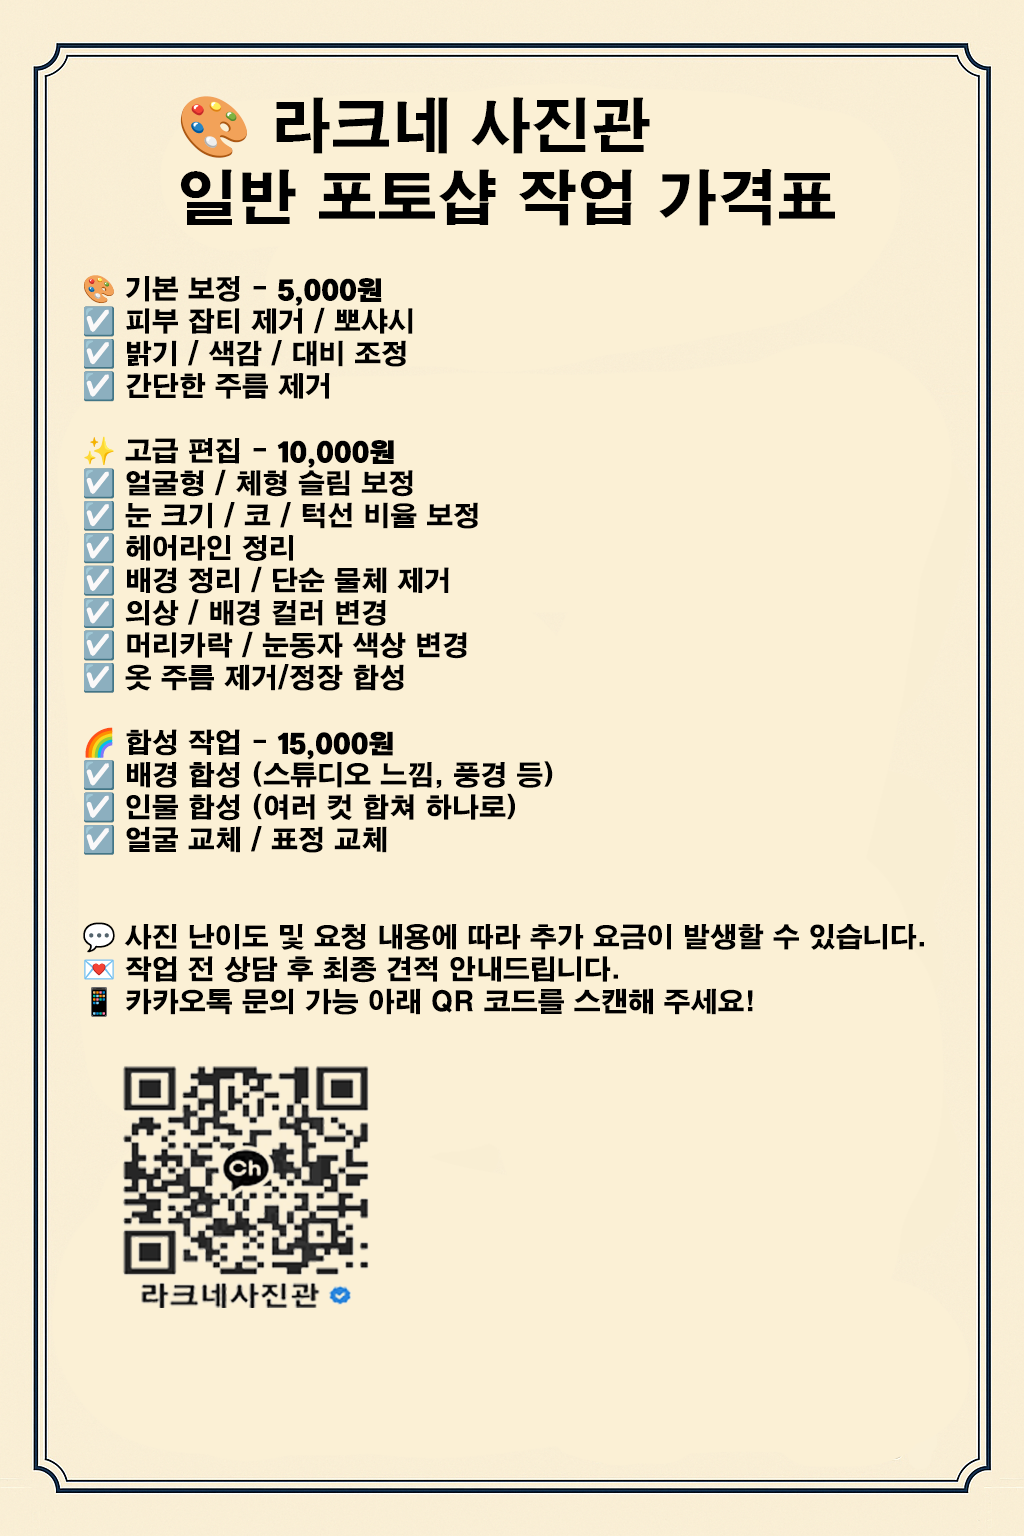 🎨 라크네 사진관
일반 포토샵 작업 가격표
🎨 기본 보정 - 5,000원
☑️ 피부 잡티 제거 / 뽀샤시
☑️ 밝기 / 색감 / 대비 조정
☑️ 간단한 주름 제거
✨ 고급 편집 - 10,000원
☑️ 얼굴형 / 체형 슬림 보정
☑️ 눈 크기 / 코 / 턱선 비율 보정
☑️ 헤어라인 정리
☑️ 배경 정리 / 단순 물체 제거
☑️ 의상 / 배경 컬러 변경
☑️ 머리카락 / 눈동자 색상 변경
☑️ 옷 주름 제거/정장 합성
🌈 합성 작업 - 15,000원
☑️ 배경 합성 (스튜디오 느낌, 풍경 등)
☑️ 인물 합성 (여러 컷 합쳐 하나로)
☑️ 얼굴 교체 / 표정 교체
💬 사진 난이도 및 요청 내용에 따라 추가 요금이 발생할 수 있습니다.
💌 작업 전 상담 후 최종 견적 안내드립니다.
📱 카카오톡 문의 가능 아래 QR 코드를 스캔해 주세요!
Ch
라크네사진관